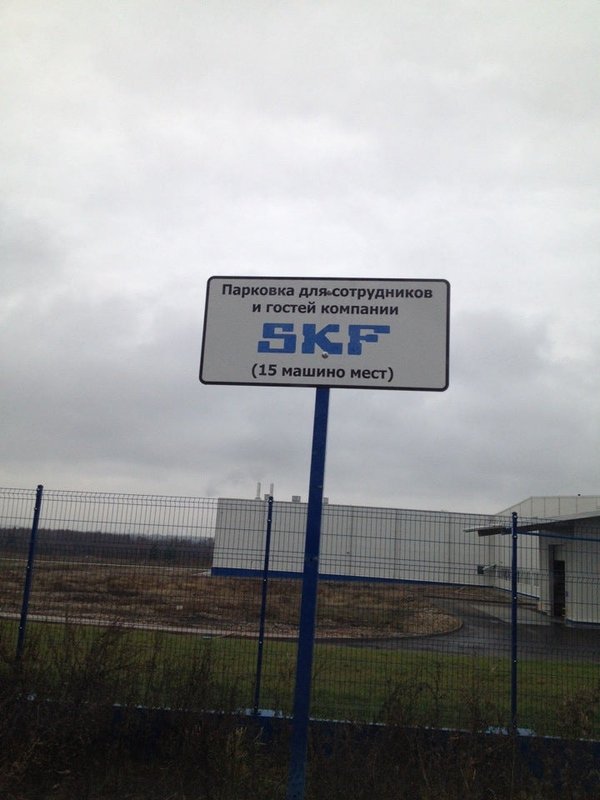 Парковка для сотрудников
и гостей компании
SKF
(15 машино мест)